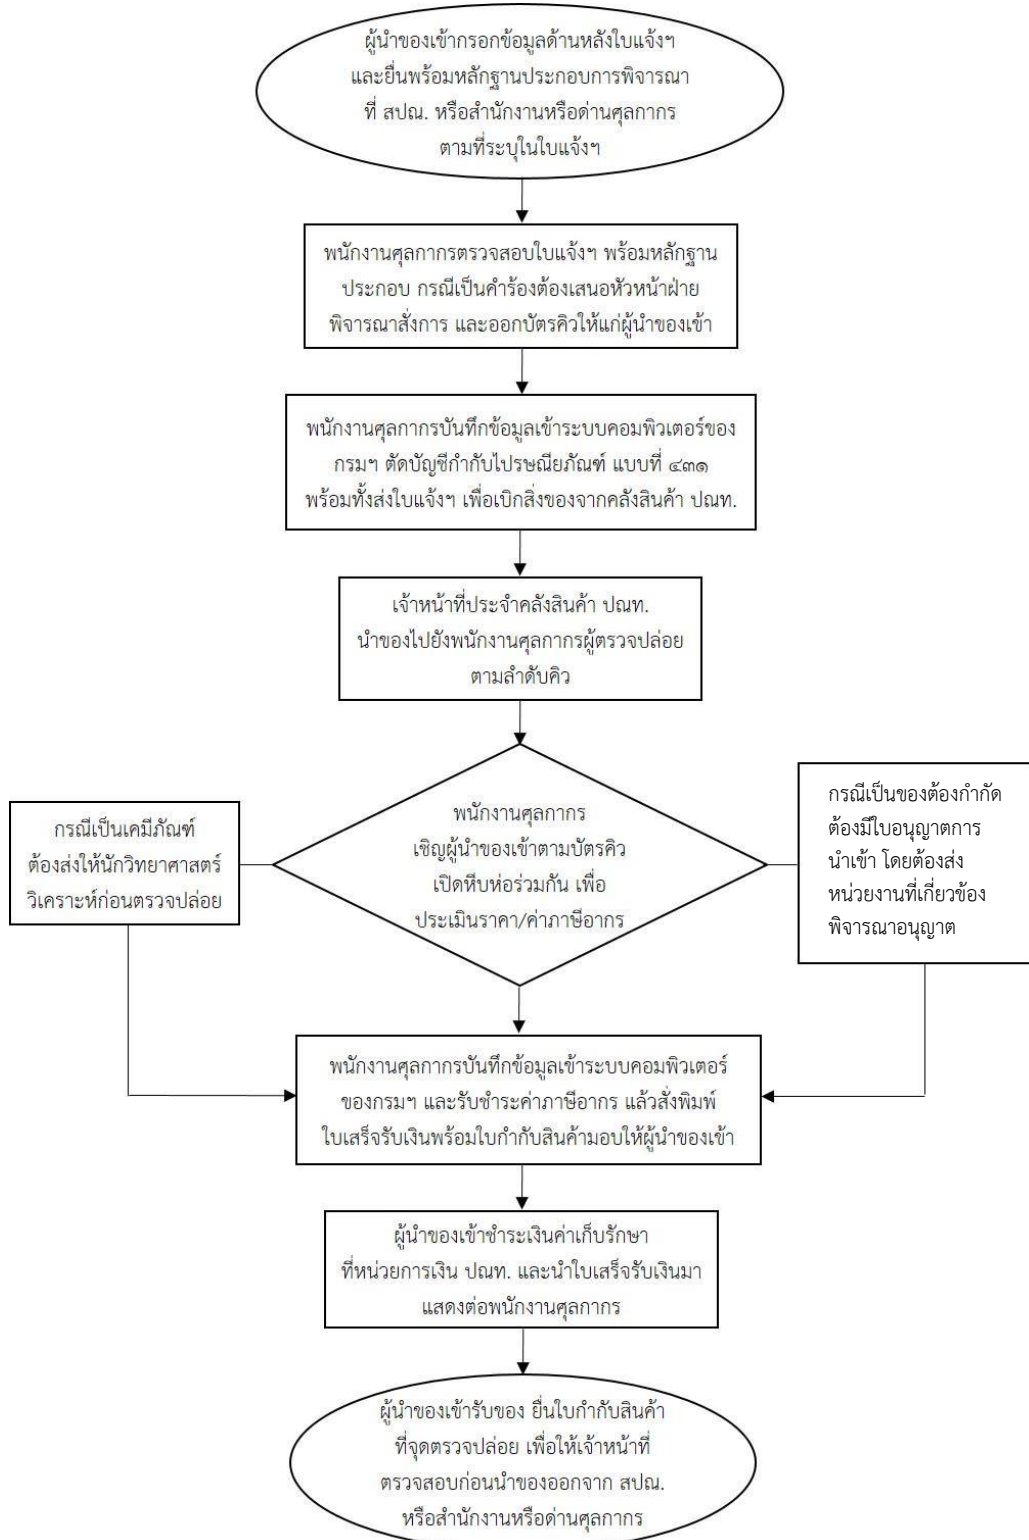 ผู้นำของเข้ากรอกข้อมูลด้านหลังใบแจ้งฯ
และยื่นพร้อมหลักฐานประกอบการพิจารณา
ที่ สปณ. หรือสำนักงานหรือด่านศุลกากร
ตามที่ระบุในใบแจ้งฯ
พนักงานศุลกากรตรวจสอบใบแจ้งฯ พร้อมหลักฐาน
ประกอบ กรณีเป็นคำร้องต้องเสนอหัวหน้าฝ่าย
พิจารณาสั่งการ และออกบัตรคิวให้แก่ผู้นำของเข้า
พนักงานศุลกากรบันทึกข้อมูลเข้าระบบคอมพิวเตอร์ของ
กรมฯ ตัดบัญชีกำกับไปรษณียภัณฑ์ แบบที่ ๔๓๑
พร้อมทั้งส่งใบแจ้งฯ เพื่อเบิกสิ่งของจากคลังสินค้า ปณท.
เจ้าหน้าที่ประจำคลังสินค้า ปณท.
นำของไปยังพนักงานศุลกากรผู้ตรวจปล่อย
ตามลำดับคิว
กรณีเป็นเคมีภัณฑ์
ต้องส่งให้นักวิทยาศาสตร์
วิเคราะห์ก่อนตรวจปล่อย
พนักงานศุลกากร
เชิญผู้นำของเข้าตามบัตรคิว
เปิดหีบห่อร่วมกัน เพื่อ
ประเมินราคา/ค่าภาษีอากร
กรณีเป็นของต้องกำกัด
ต้องมีใบอนุญาตการ
นำเข้า โดยต้องส่ง
หน่วยงานที่เกี่ยวข้อง
พิจารณาอนุญาต
พนักงานศุลกากรบันทึกข้อมูลเข้าระบบคอมพิวเตอร์
ของกรมฯ และรับชำระค่าภาษีอากร แล้วสั่งพิมพ์
ใบเสร็จรับเงินพร้อมใบกำกับสินค้ามอบให้ผู้นำของเข้า
ผู้นำของเข้าชำระเงินค่าเก็บรักษา
ที่หน่วยการเงิน ปณท. และนำใบเสร็จรับเงินมา
แสดงต่อพนักงานศุลกากร
ผู้นำของเข้ารับของ ยื่นใบกำกับสินค้า
ที่จุดตรวจปล่อย เพื่อให้เจ้าหน้าที่
ตรวจสอบก่อนนำของออกจาก สปณ.
หรือสำนักงานหรือด่านศุลกากร